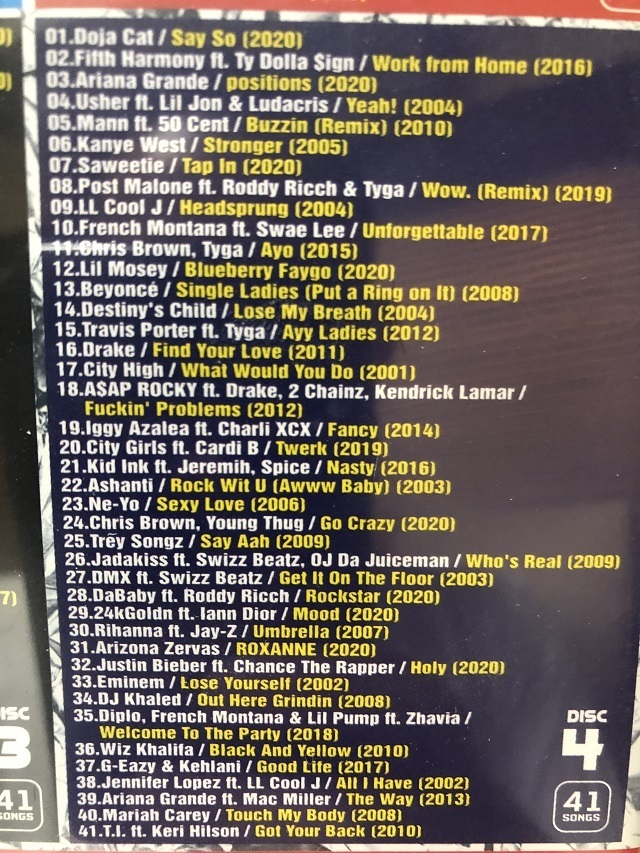 01.Doja Cat / Say So (2020)
02.Fifth Harmony ft. Ty Dolla $ign / Work from Home (2016)
03.Ariana Grande / positions (2020)
04.Usher ft. Lil Jon & Ludacris / Yeah! (2004)
05.Mann ft. 50 Cent / Buzzin (Remix) (2010)
06.Kanye West / Stronger (2005)
07.Saweetie / Tap In (2020)
08.Post Malone ft. Roddy Ricch & Tyga / Wow. (Remix) (2019)
09.LL Cool J / Headsprung (2004)
10.French Montana ft. Swae Lee / Unforgettable (2017)
11.Chris Brown, Tyga / Ayo (2015)
12.Lil Mosey / Blueberry Faygo (2020)
13.Beyoncé / Single Ladies (Put a Ring on It) (2008)
14.Destiny's Child / Lose My Breath (2004)
15.Travis Porter ft. Tyga / Ayy Ladies (2012)
16.Drake / Find Your Love (2011)
17.City High / What Would You Do (2001)
18.A$AP ROCKY ft. Drake, 2 Chainz, Kendrick Lamar /
Fuckin' Problems (2012)
19.Iggy Azalea ft. Charli XCX / Fancy (2014)
20.City Girls ft. Cardi B / Twerk (2019)
21.Kid Ink ft. Jeremih, Spice / Nasty (2016)
22.Ashanti / Rock Wit U (Awww Baby) (2003)
23.Ne-Yo / Sexy Love (2006)
24.Chris Brown, Young Thug / Go Crazy (2020)
25.Trey Songz / Say Aah (2009)
26.Jadakiss ft. Swizz Beatz, OJ Da Juiceman / Who's Real (2009)
27.DMX ft. Swizz Beatz / Get It On The Floor (2003)
28.DaBaby ft. Roddy Ricch / Rockstar (2020)
29.24kGoldn ft. Iann Dior / Mood (2020)
30.Rihanna ft. Jay-Z / Umbrella (2007)
31.Arizona Zervas / ROXANNE (2020)
32.Justin Bieber ft. Chance The Rapper / Holy (2020)
33.Eminem / Lose Yourself (2002)
34.DJ Khaled / Out Here Grindin (2008)
35.Diplo, French Montana & Lil Pump ft. Zhavia /
Welcome To The Party (2018)
36.Wiz Khalifa / Black And Yellow (2010)
37.G-Eazy & Kehlani / Good Life (2017)
38.Jennifer Lopez ft. LL Cool J / All I Have (2002)
39.Ariana Grande ft. Mac Miller / The Way (2013)
40.Mariah Carey / Touch My Body (2008)
41.T.I. ft. Keri Hilson / Got Your Back (2010)
DISC
4
41
SONGS
3
41